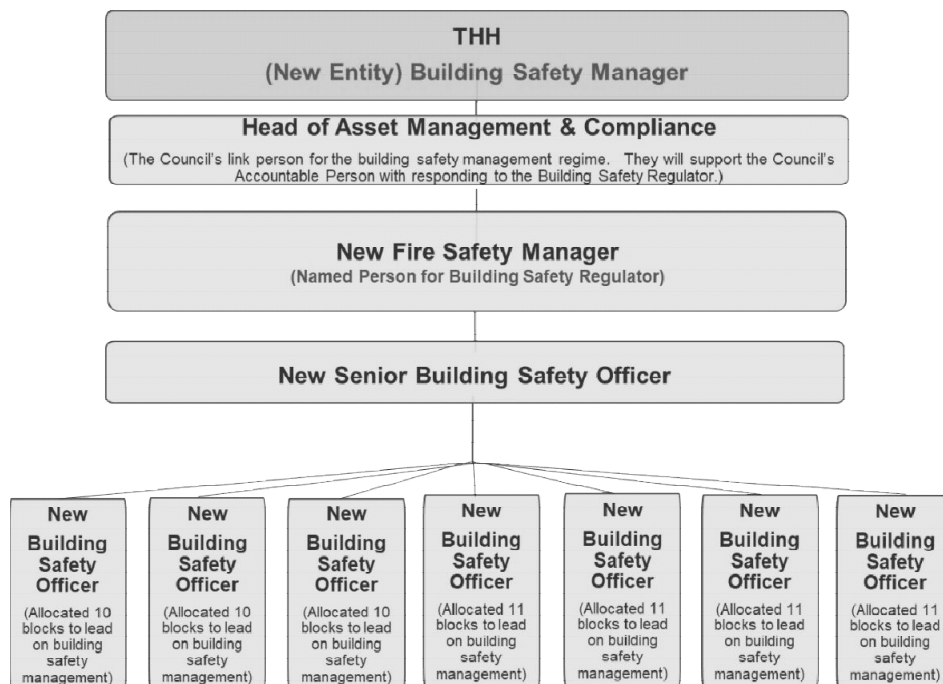 THH
(New Entity) Building Safety Manager
Head of Asset Management & Compliance
(The Council's link person for the building safety management regime. They will support the Council's
Accountable Person with responding to the Building Safety Regulator.)
New Fire Safety Manager
(Named Person for Building Safety Regulator)
New Senior Building Safety Officer
New
Building
Safety
Officer
(Allocated 10
blocks to lead
on building
safety
management)
New
Building
Safety
Officer
(Allocated 10
blocks to lead
on building
safety
management)
New
Building
Safety
Officer
(Allocated 10
blocks to lead
on building
safety
management)
New
Building
Safety
Officer
(Allocated 11
blocks to lead
on building
safety
management)
New
Building
Safety
Officer
(Allocated 11
blocks to lead
on building
safety
management)
New
Building
Safety
Officer
(Allocated 11
blocks to lead
on building
safety
management)
New
Building
Safety
Officer
(Allocated 11
blocks to lead
on building
safety
management)